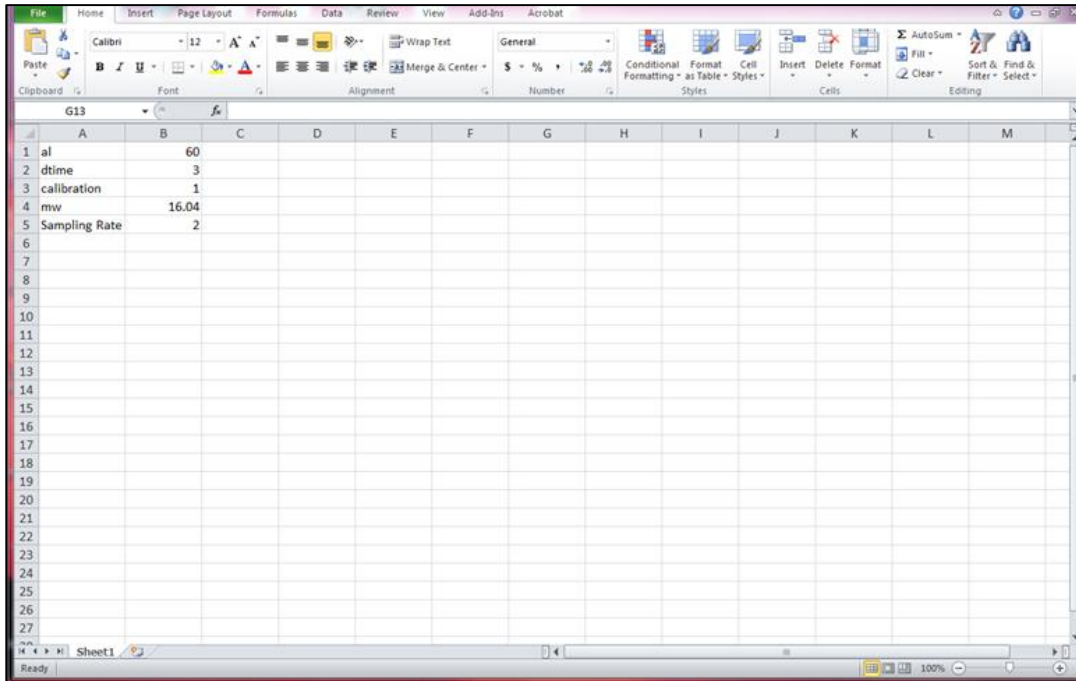 File Home Insert Page Layout Formulas Data Review View Add-Ins Acrobat
Calibri 12 A A Wrap Text General Σ AutoSum
Paste B I U A Merge & Center $ % , .0 .00 .00 .0 Conditional Formatting Format as Table Cell Styles Insert Delete Format Fill Clear Sort & Filter Find & Select
Clipboard Font Alignment Number Styles Cells Editing
G13 fx
A B C D E F G H I J K L M
1 al 60
2 dtime 3
3 calibration 1
4 mw 16.04
5 Sampling Rate 2
6
7
8
9
10
11
12
13
14
15
16
17
18
19
20
21
22
23
24
25
26
27
Sheet1
Ready 100%